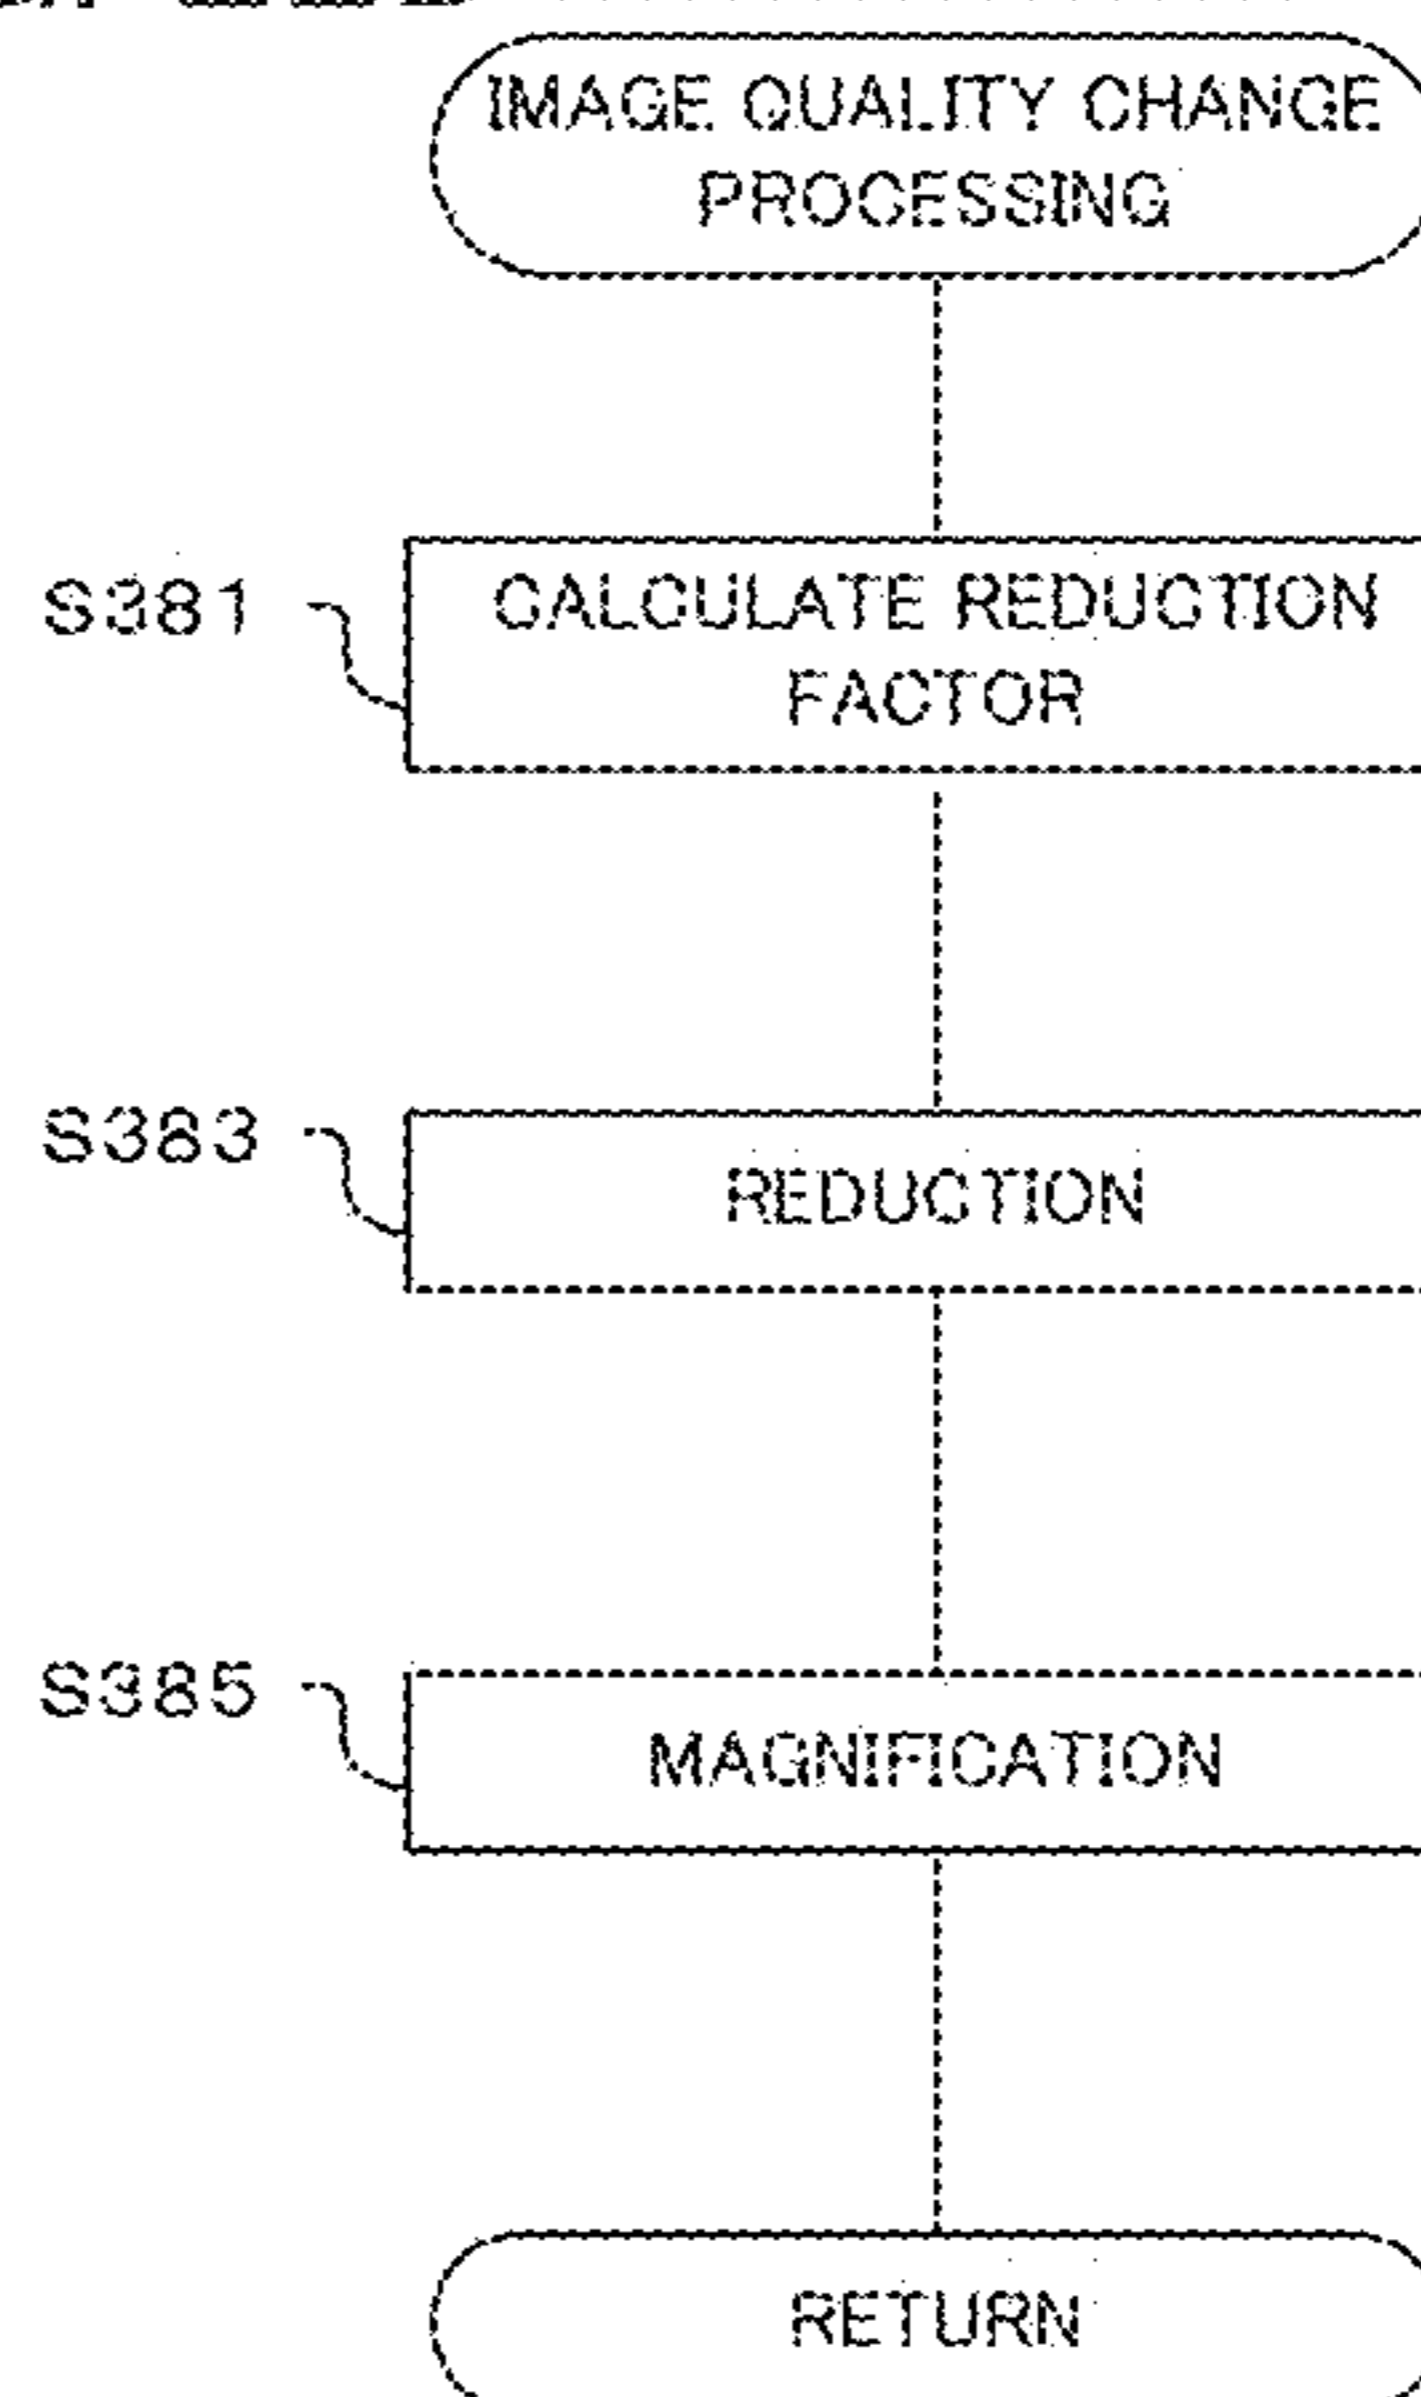 IMAGE QUALITY CHANGE
PROCESSING
S381
CALCULATE REDUCTION
FACTOR
S383
REDUCTION
S385
MAGNIFICATION
RETURN